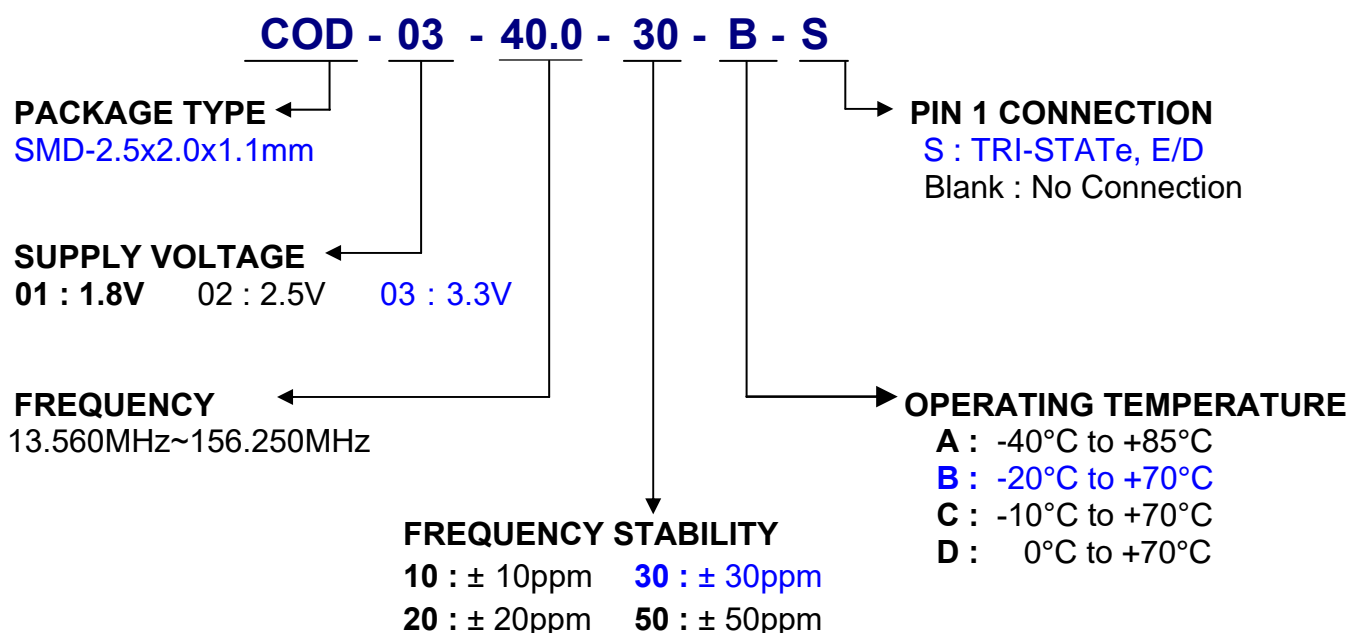 COD - 03 - 40.0 - 30 - B - S
PACKAGE TYPE
SMD-2.5x2.0x1.1mm
PIN 1 CONNECTION
S : TRI-STATe, E/D
Blank : No Connection
SUPPLY VOLTAGE
01 : 1.8V 02 : 2.5V 03 : 3.3V
FREQUENCY
13.560MHz~156.250MHz
OPERATING TEMPERATURE
A : -40°C to +85°C
B : -20°C to +70°C
C : -10°C to +70°C
D : 0°C to +70°C
FREQUENCY STABILITY
10 : ± 10ppm 30 : ± 30ppm
20 : ± 20ppm 50 : ± 50ppm